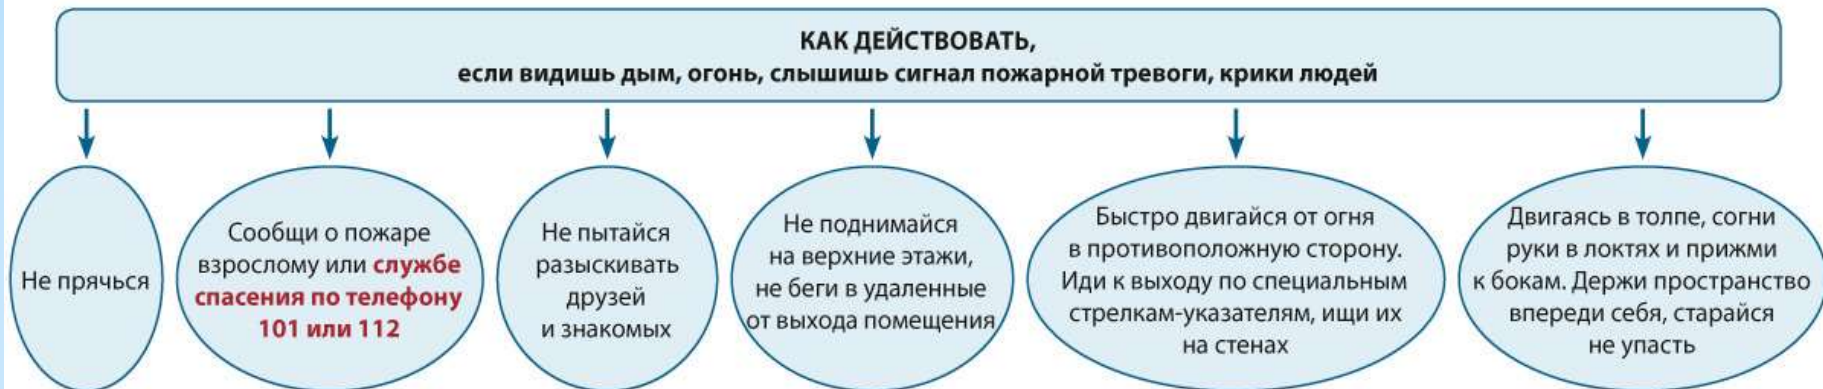 КАК ДЕЙСТВОВАТЬ,
если видишь дым, огонь, слышишь сигнал пожарной тревоги, крики людей
Не прячься
Сообщи о пожаре
взрослому или службе
спасения по телефону
101 или 112
Не пытайся
разыскивать
друзей
и знакомых
Не поднимайся
на верхние этажи,
не беги в удаленные
от выхода помещения
Быстро двигайся от огня
в противоположную сторону.
Иди к выходу по специальным
стрелкам-указателям, ищи их
на стенах
Двигаясь в толпе, согни
руки в локтях и прижми
к бокам. Держи пространство
впереди себя, старайся
не упасть